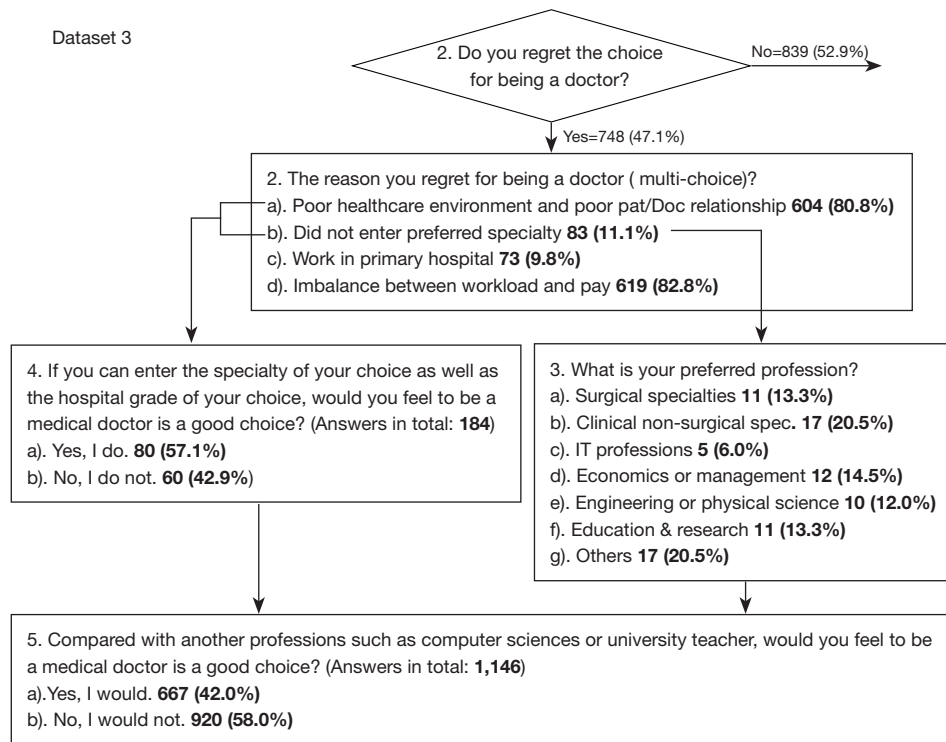 Dataset 3
2. Do you regret the choice
for being a doctor?
No=839 (52.9%)
Yes=748 (47.1%)
2. The reason you regret for being a doctor ( multi-choice)?
a). Poor healthcare environment and poor pat/Doc relationship 604 (80.8%)
b). Did not enter preferred specialty 83 (11.1%)
c). Work in primary hospital 73 (9.8%)
d). Imbalance between workload and pay 619 (82.8%)
4. If you can enter the specialty of your choice as well as
the hospital grade of your choice, would you feel to be a
medical doctor is a good choice? (Answers in total: 184)
a). Yes, I do. 80 (57.1%)
b). No, I do not. 60 (42.9%)
3. What is your preferred profession?
a). Surgical specialties 11 (13.3%)
b). Clinical non-surgical spec. 17 (20.5%)
c). IT professions 5 (6.0%)
d). Economics or management 12 (14.5%)
e). Engineering or physical science 10 (12.0%)
f). Education & research 11 (13.3%)
g). Others 17 (20.5%)
5. Compared with another professions such as computer sciences or university teacher, would you feel to be
a medical doctor is a good choice? (Answers in total: 1,146)
a).Yes, I would. 667 (42.0%)
b). No, I would not. 920 (58.0%)